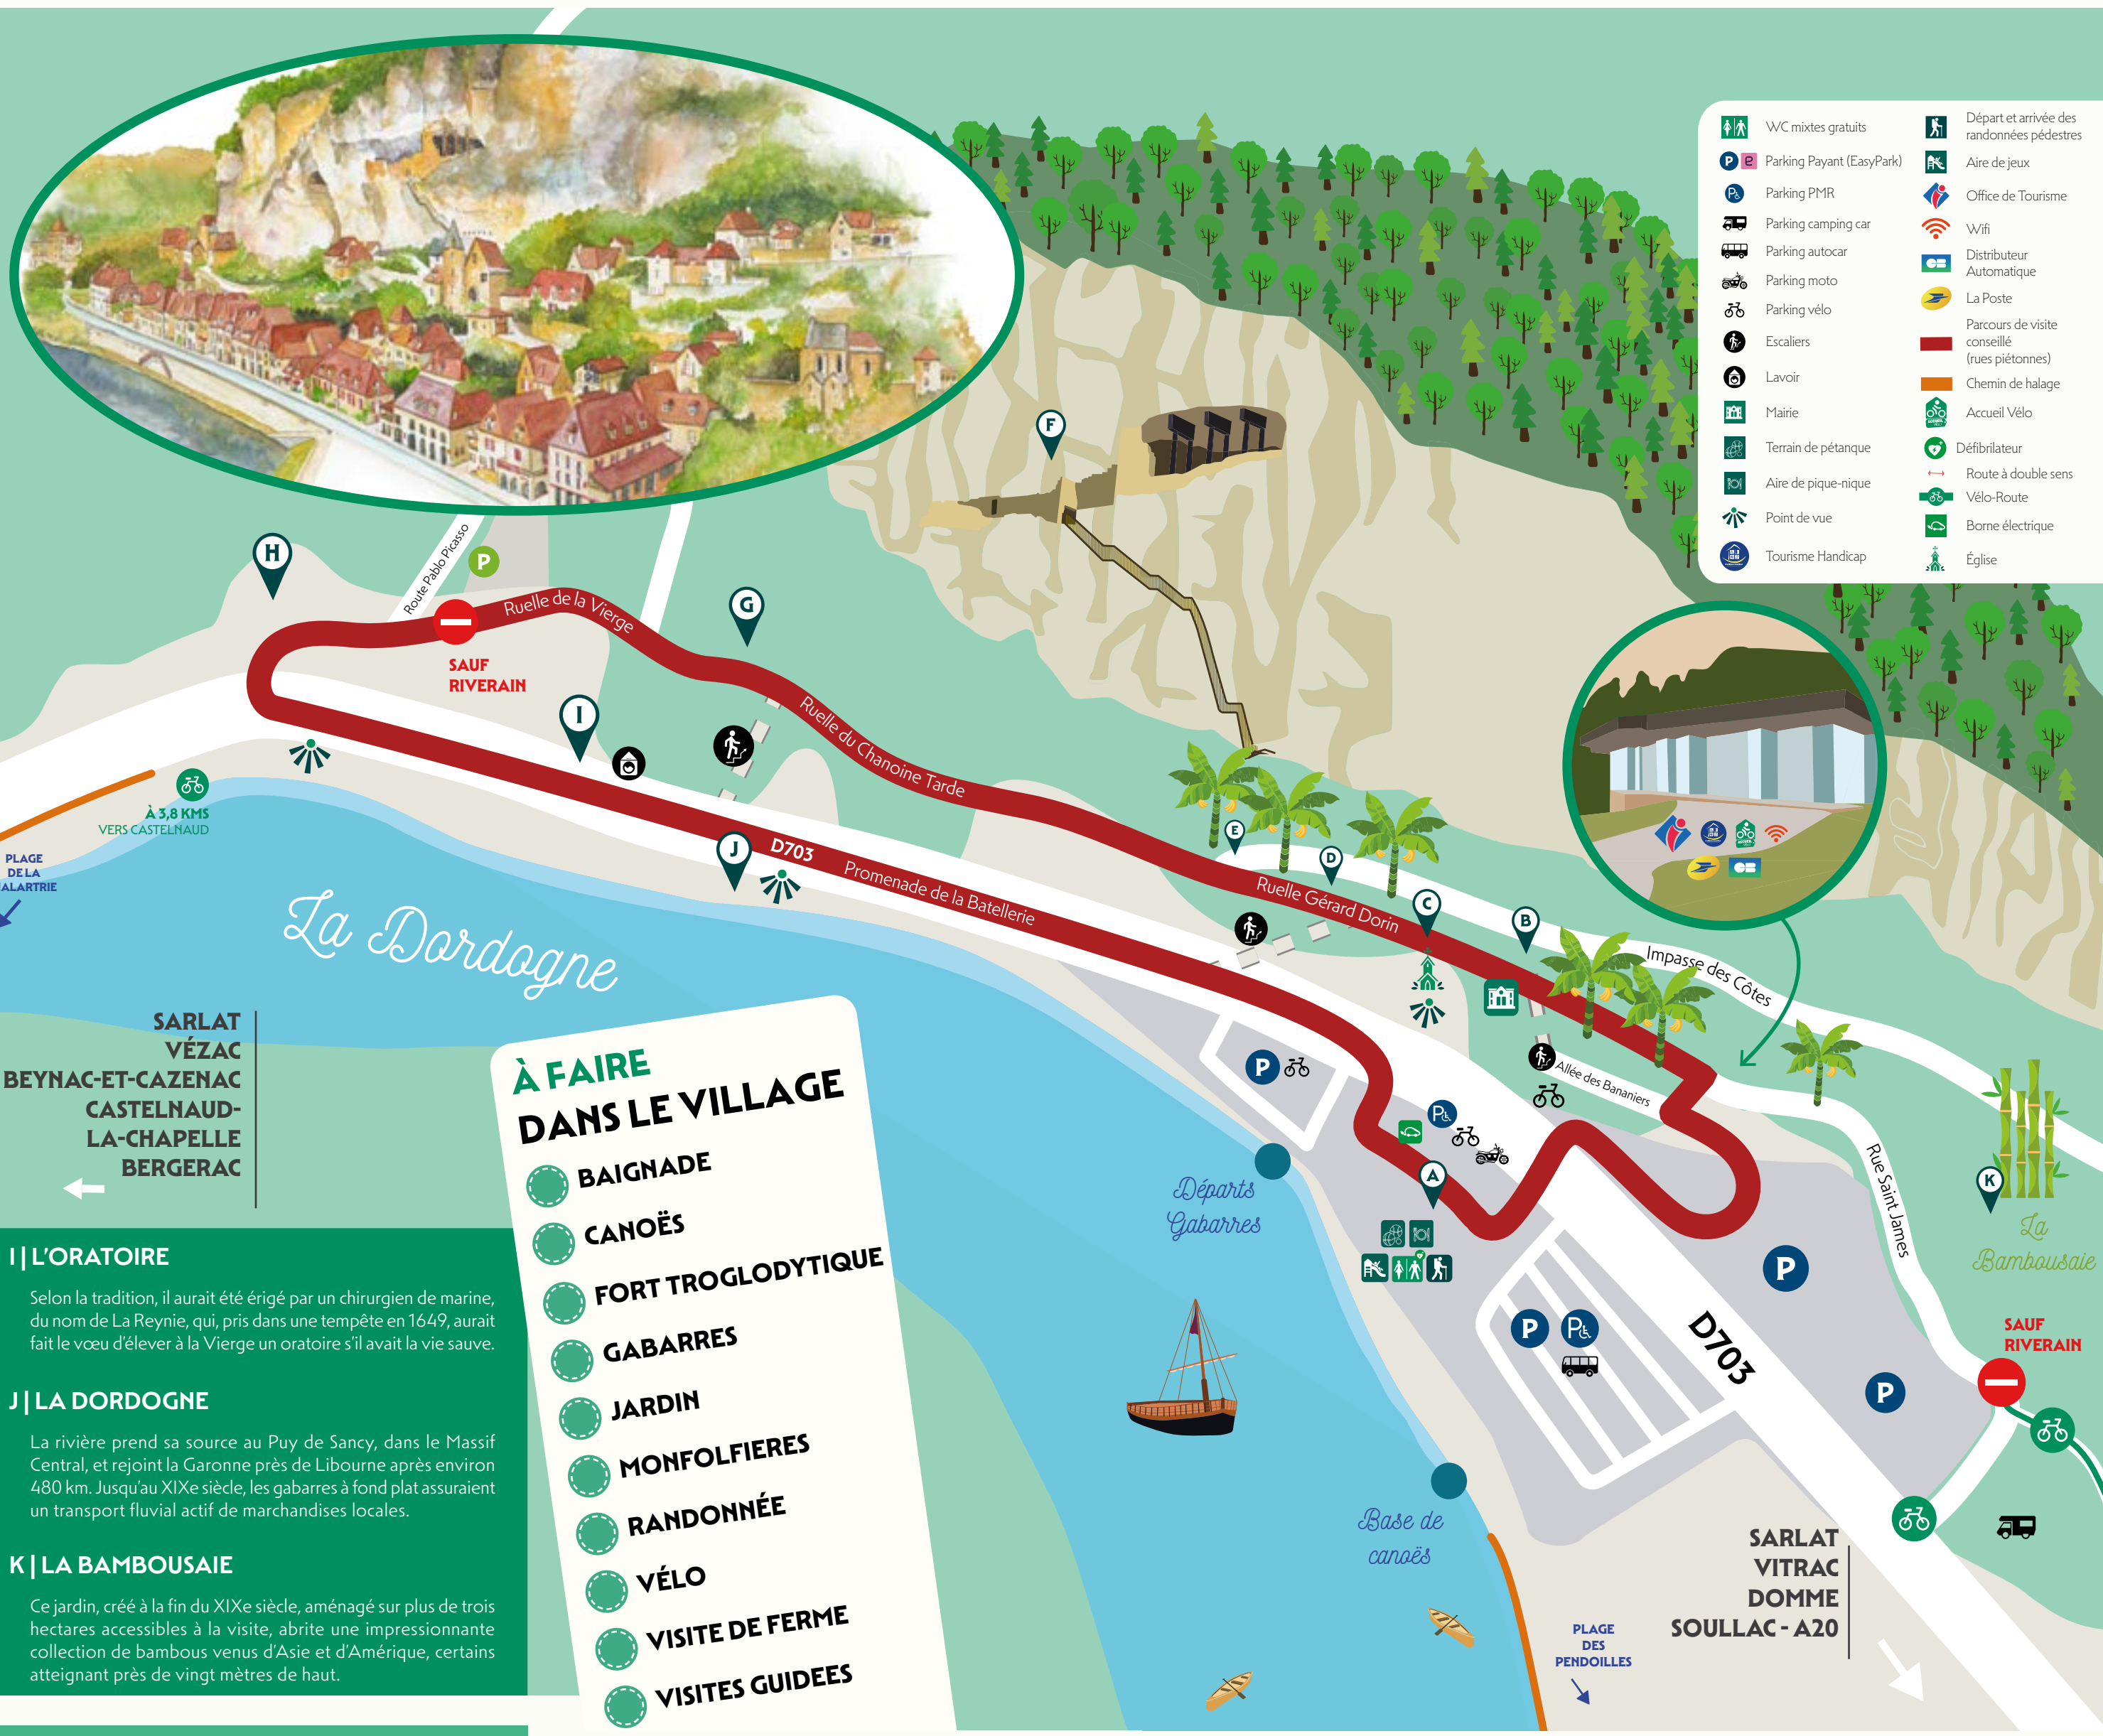 WC mixtes gratuits
Parking Payant (EasyPark)
Parking PMR
Parking camping car
Parking autocar
Parking moto
Parking vélo
Escaliers
Lavoir
Mairie
Terrain de pétanque
Aire de pique-nique
Point de vue
Tourisme Handicap
Départ et arrivée des
randonnées pédestres
Aire de jeux
Office de Tourisme
Wifi
Distributeur
Automatique
La Poste
Parcours de visite
conseillé
(rues piétonnes)
Chemin de halage
Accueil Vélo
Défibrilateur
Route à double sens
Vélo-Route
Borne électrique
Église
F
H
Route Pablo Picasso
P
Ruelle de la Vierge
G
SAUF
RIVERAIN
I
Ruelle du Chanoine Tarde
À 3,8 KMS
VERS CASTELNAUD
PLAGE
DE LA
ALARTRIE
J
D703
Promenade de la Batellerie
E
D
C
B
Ruelle Gérard Dorin
Impasse des Côtes
La Dordogne
Allée des Bananiers
P
A
Départs
Gabarres
Rue Saint James
K
La
Bambousaie
P
P
D703
P
SAUF
RIVERAIN
Base de
canoës
SARLAT
VITRAC
DOMME
SOULLAC - A20
PLAGE
DES
PENDOILLES
SARLAT
VÉZAC
BEYNAC-ET-CAZENAC
CASTELNAUD-
LA-CHAPELLE
BERGERAC
À FAIRE
DANS LE VILLAGE
BAIGNADE
CANOËS
FORT TROGLODYTIQUE
GABARRES
JARDIN
MONFOLFIERES
RANDONNÉE
VÉLO
VISITE DE FERME
VISITES GUIDEES
I | L'ORATOIRE
Selon la tradition, il aurait été érigé par un chirurgien de marine,
du nom de La Reynie, qui, pris dans une tempête en 1649, aurait
fait le vœu d'élever à la Vierge un oratoire s'il avait la vie sauve.
J | LA DORDOGNE
La rivière prend sa source au Puy de Sancy, dans le Massif
Central, et rejoint la Garonne près de Libourne après environ
480 km. Jusqu'au XIXe siècle, les gabarres à fond plat assuraient
un transport fluvial actif de marchandises locales.
K | LA BAMBOUSAIE
Ce jardin, créé à la fin du XIXe siècle, aménagé sur plus de trois
hectares accessibles à la visite, abrite une impressionnante
collection de bambous venus d'Asie et d'Amérique, certains
atteignant près de vingt mètres de haut.